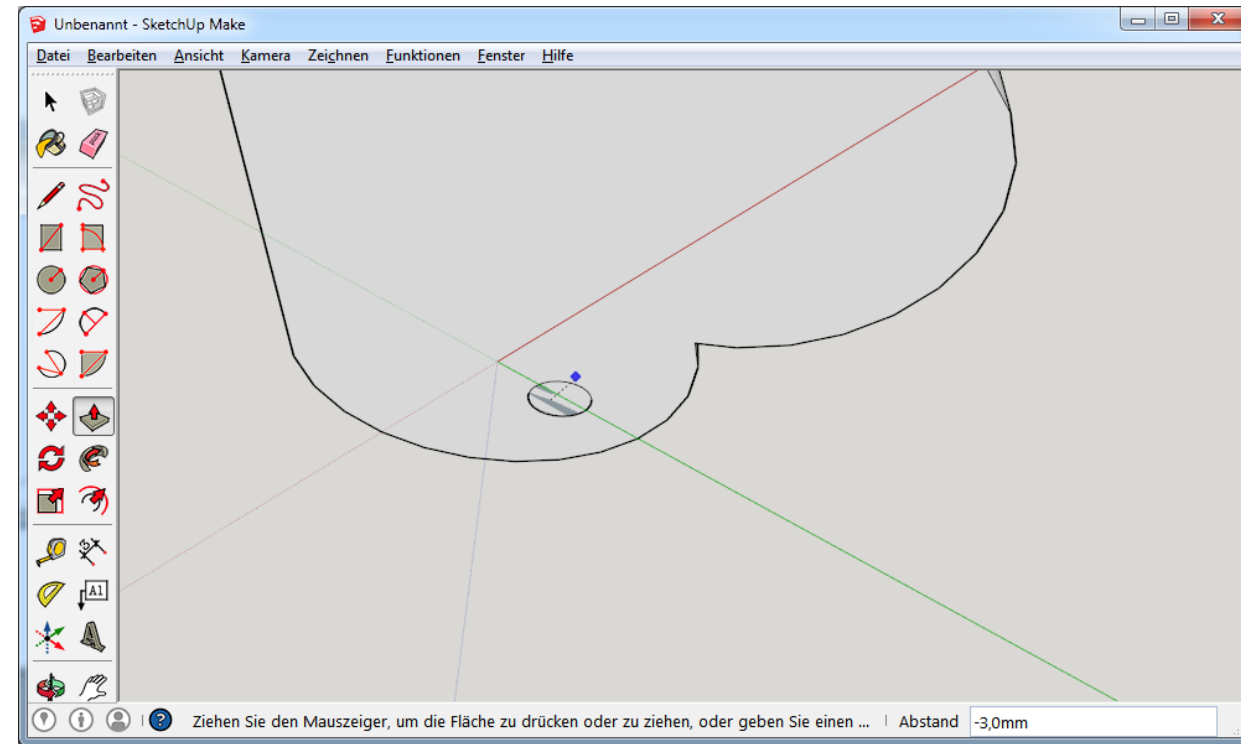 Unbenannt - SketchUp Make
Datei Bearbeiten Ansicht Kamera Zeichnen Funktionen Fenster Hilfe
A1
Ziehen Sie den Mauszeiger, um die Fläche zu drücken oder zu ziehen, oder geben Sie einen ... Abstand -3,0mm